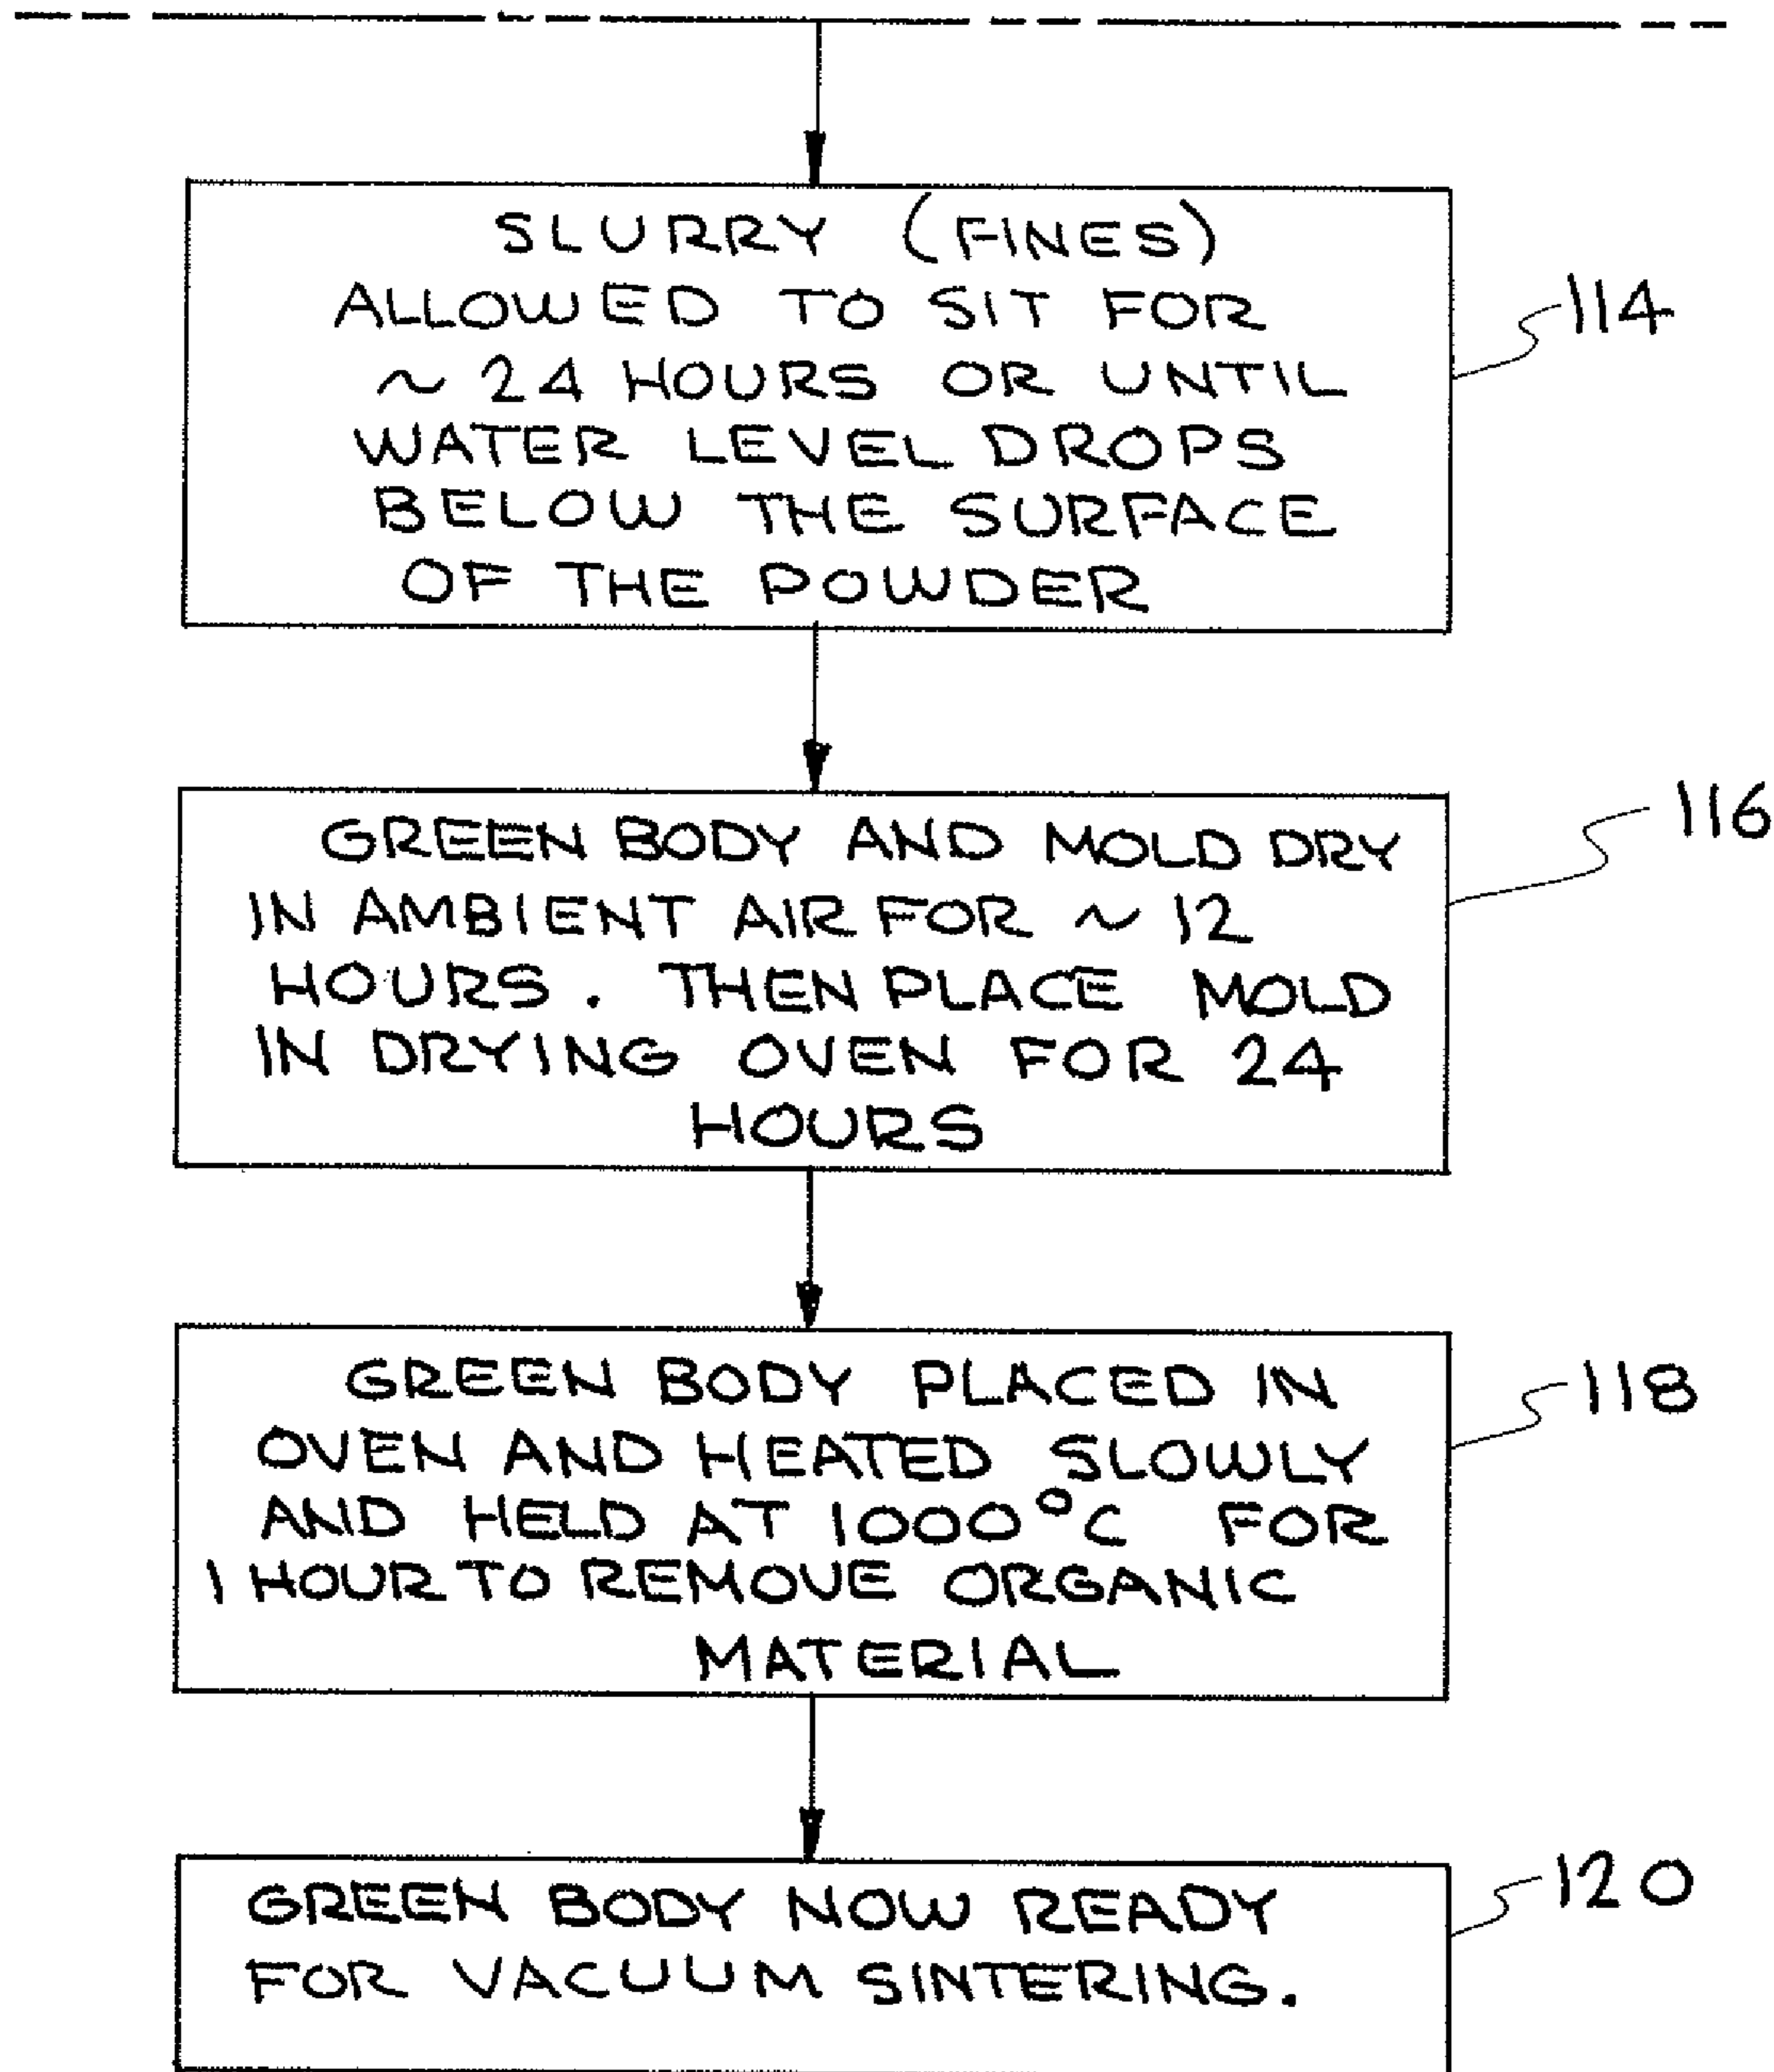 SLURRY (FINES)
ALLOWED TO SIT FOR
~ 24 HOURS OR UNTIL
WATER LEVEL DROPS
BELOW THE SURFACE
OF THE POWDER
114
GREEN BODY AND MOLD DRY
IN AMBIENT AIR FOR ~ 12
HOURS. THEN PLACE MOLD
IN DRYING OVEN FOR 24
HOURS
116
GREEN BODY PLACED IN
OVEN AND HEATED SLOWLY
AND HELD AT 1000°C FOR
1 HOUR TO REMOVE ORGANIC
MATERIAL
118
GREEN BODY NOW READY
FOR VACUUM SINTERING.
120